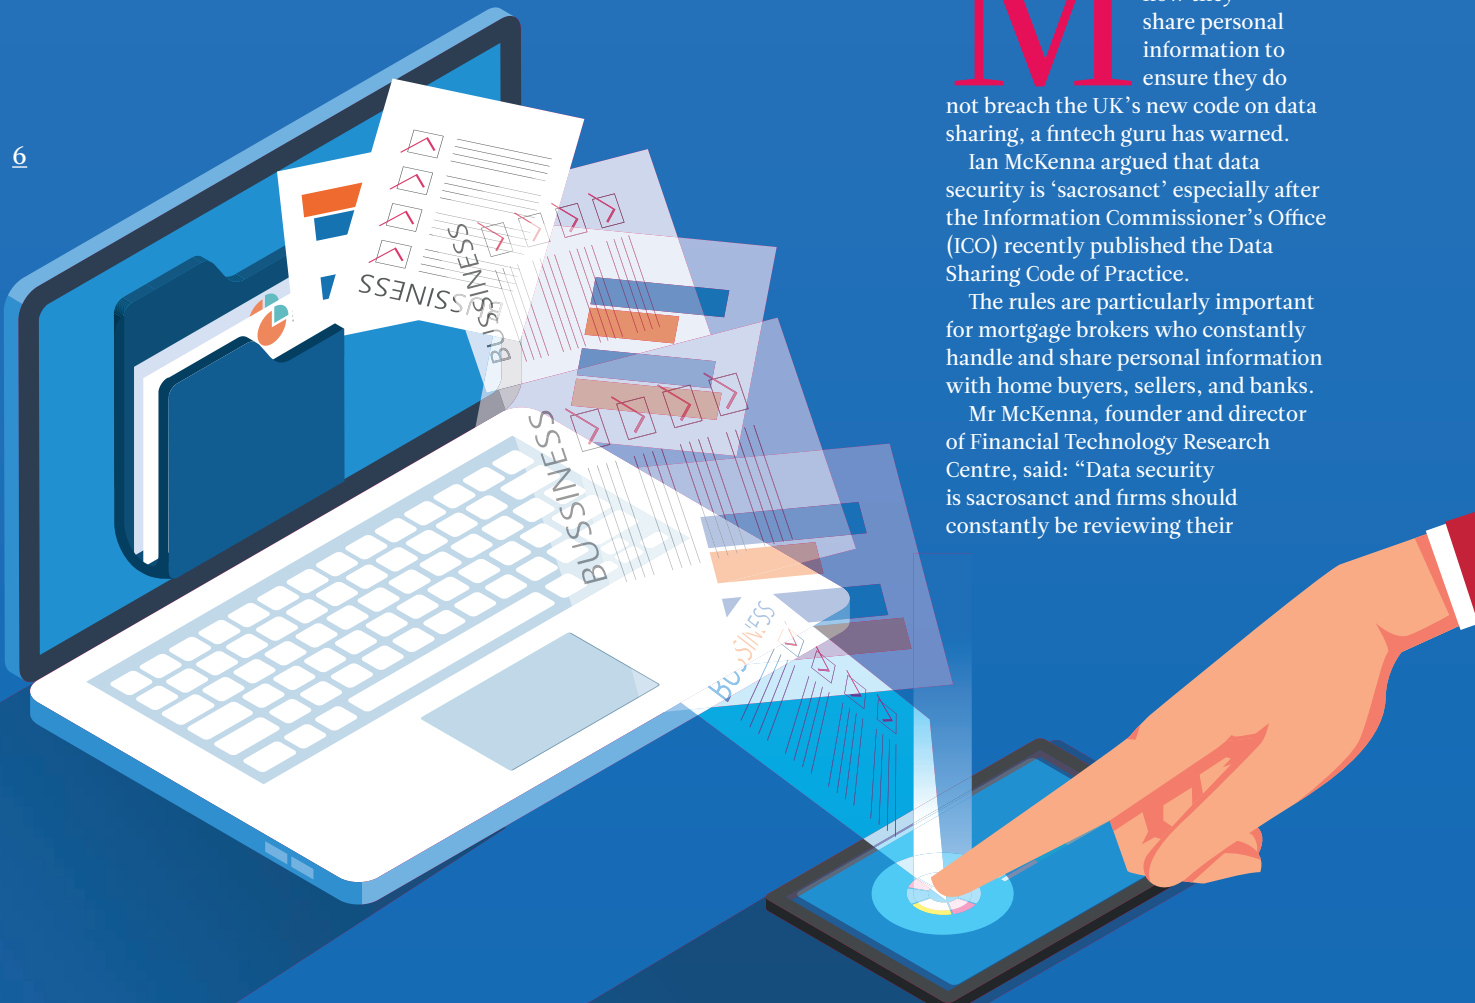 6
M
share personal
information to
ensure they do
not breach the UK’s new code on data
sharing, a fintech guru has warned.
Ian McKenna argued that data
security is ‘sacrosanct’ especially after
the Information Commissioner’s Office
(ICO) recently published the Data
Sharing Code of Practice.
The rules are particularly important
for mortgage brokers who constantly
handle and share personal information
with home buyers, sellers, and banks.
Mr McKenna, founder and director
of Financial Technology Research
Centre, said: “Data security
is sacrosanct and firms should
constantly be reviewing their
BUSSINESS
BUSSINESS
BUSSINESS
BUSSINESS